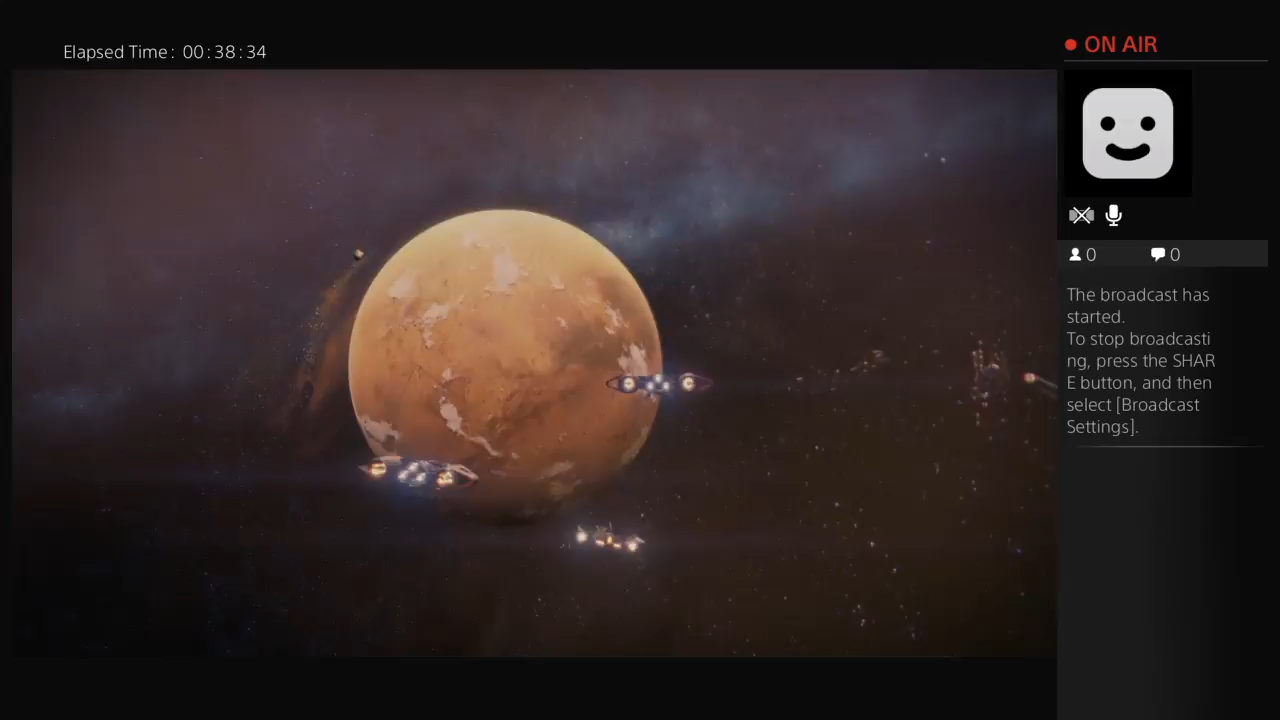 Elapsed Time: 00:38:34
ON AIR
0 0
The broadcast has
started.
To stop broadcasti
ng, press the SHAR
E button, and then
select [Broadcast
Settings].